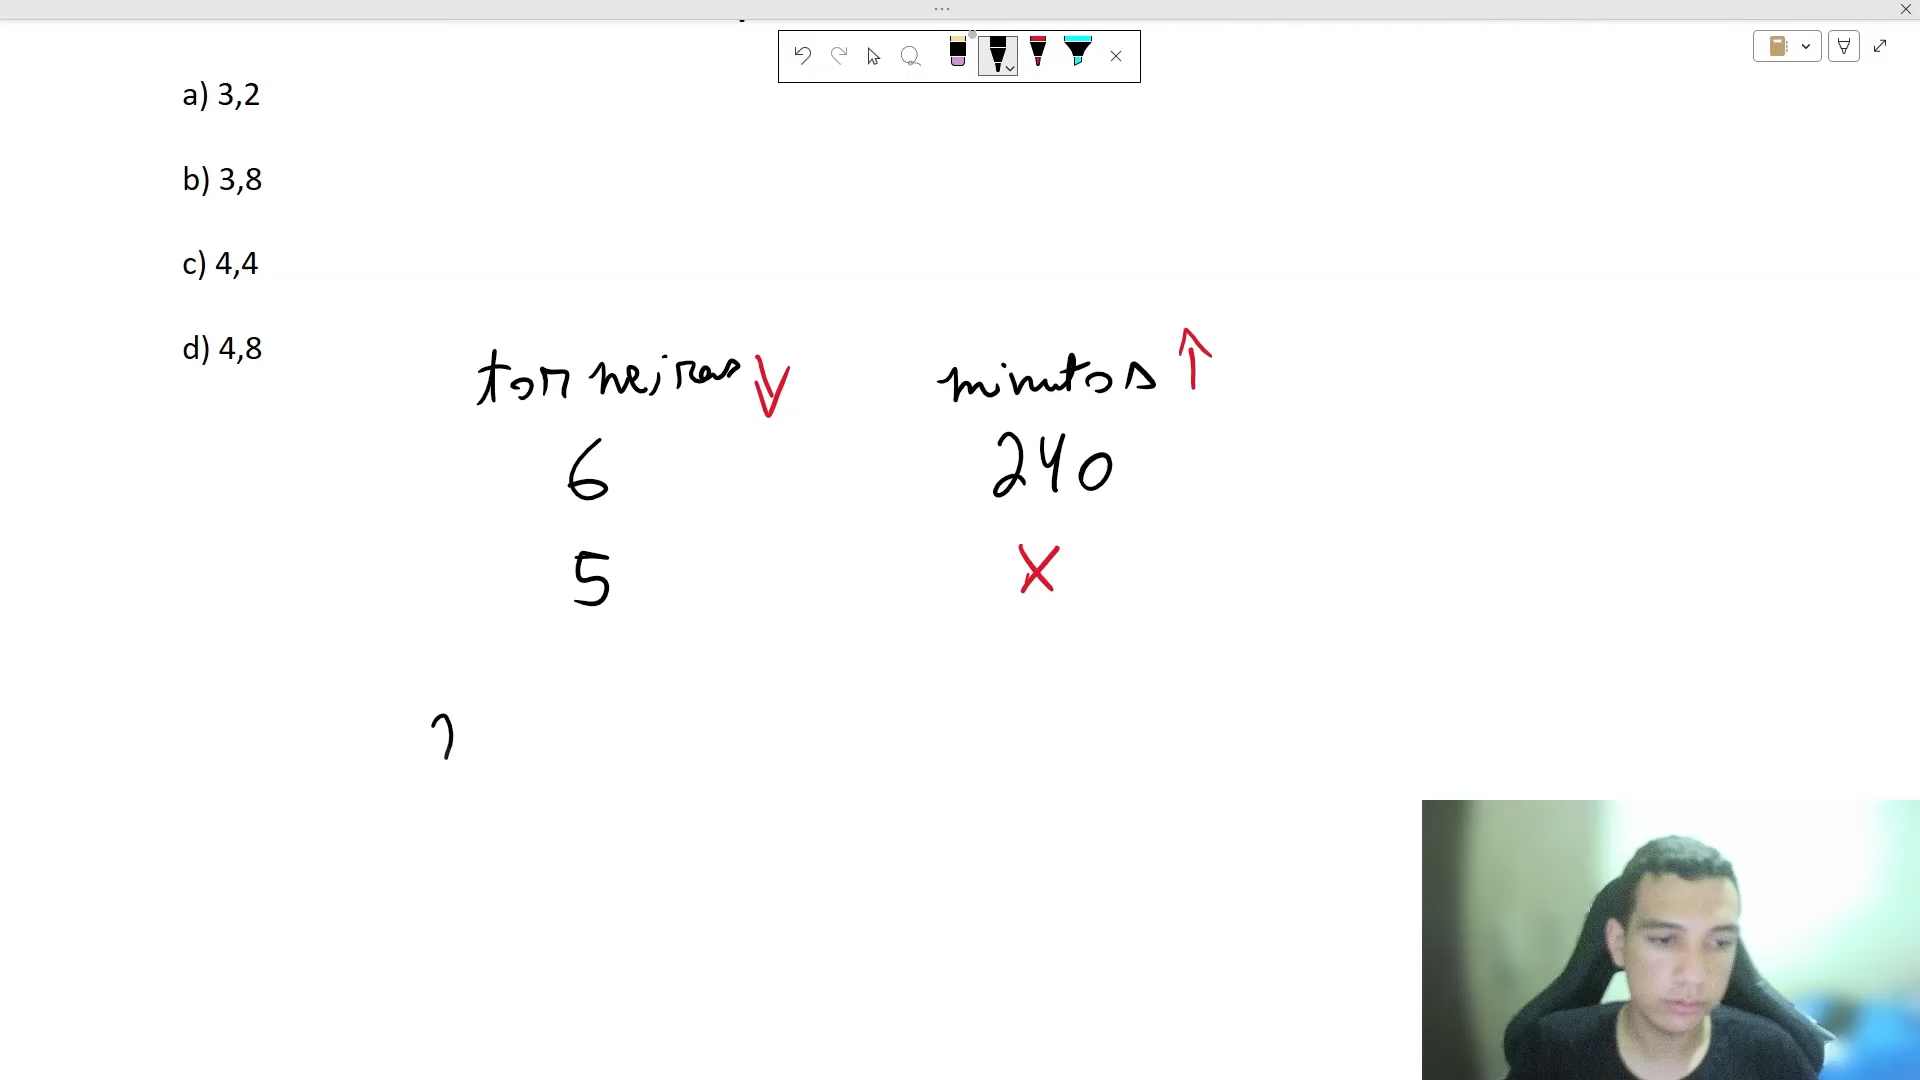 a) 3,2
b) 3,8
c) 4,4
d) 4,8
torneiras minutos
6 240
5 X